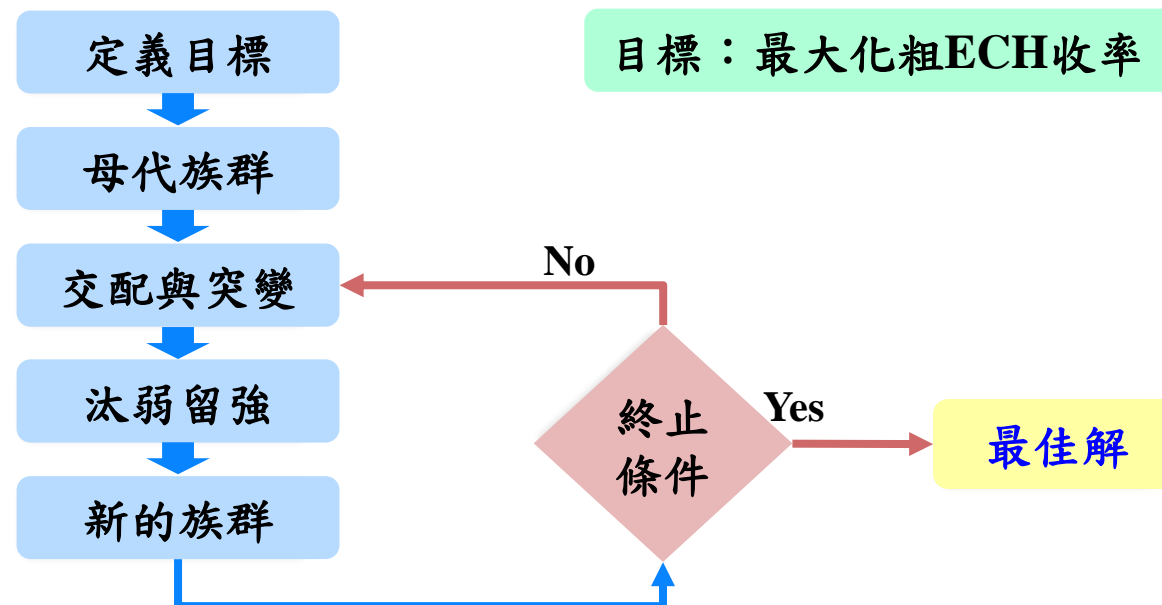 定義目標
目標：最大化粗ECH收率
母代族群
交配與突變
No
汰弱留強
終止
條件
Yes
最佳解
新的族群